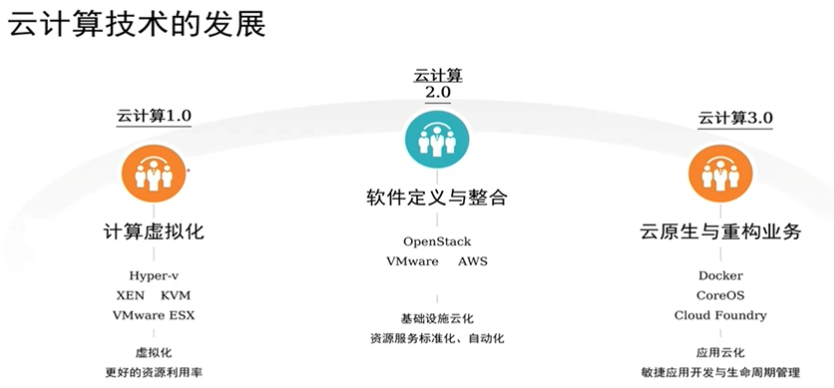 云计算技术的发展
云计算1.0
计算虚拟化
Hyper-v
XEN KVM
VMware ESX
虚拟化
更好的资源利用率
云计算
2.0
软件定义与整合
OpenStack
VMware AWS
基础设施云化
资源服务标准化、自动化
云计算3.0
云原生与重构业务
Docker
CoreOS
Cloud Foundry
应用云化
敏捷应用开发与生命周期管理